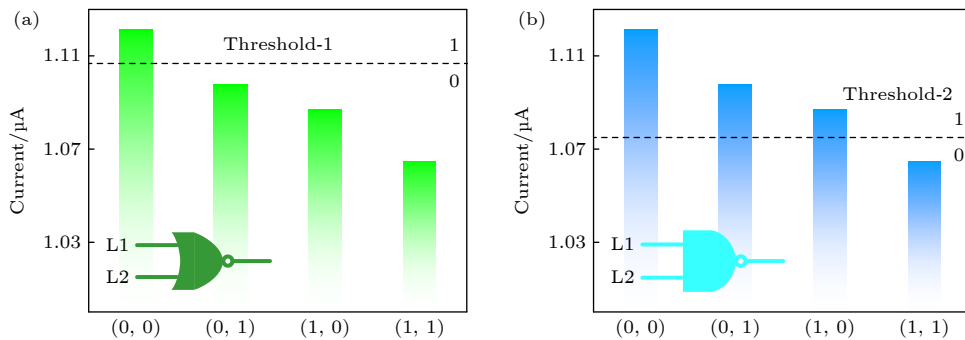 (a)
Threshold-1
1
0
1.11
1.07
1.03
Current/μA
L1
L2
(0, 0)
(0, 1)
(1, 0)
(1, 1)
(b)
Threshold-2
1
0
1.11
1.07
1.03
Current/μA
L1
L2
(0, 0)
(0, 1)
(1, 0)
(1, 1)